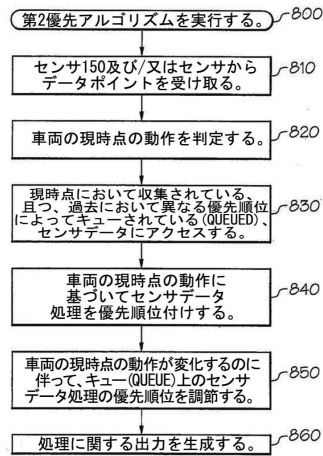 第2優先アルゴリズムを実行する。
800
センサ150及び/又はセンサから
データポイントを受け取る。
810
車両の現時点の動作を判定する。
820
現時点において収集されている、
且つ、過去において異なる優先順位
によってキューされている(QUEUED)、
センサデータにアクセスする。
830
車両の現時点の動作に
基づいてセンサデータ
処理を優先順位付けする。
840
車両の現時点の動作が変化するのに
伴って、キュー(QUEUE)上のセンサ
データ処理の優先順位を調節する。
850
処理に関する出力を生成する。
860